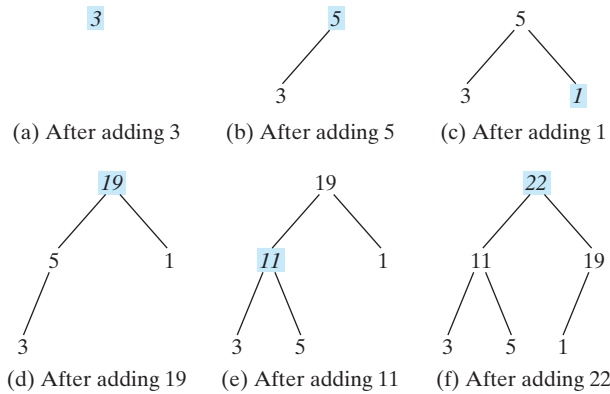 3
(a) After adding 3
5
3
(b) After adding 5
5
3 1
(c) After adding 1
19
5 1
3
(d) After adding 19
19
11 1
3 5
(e) After adding 11
22
11 19
3 5 1
(f) After adding 22